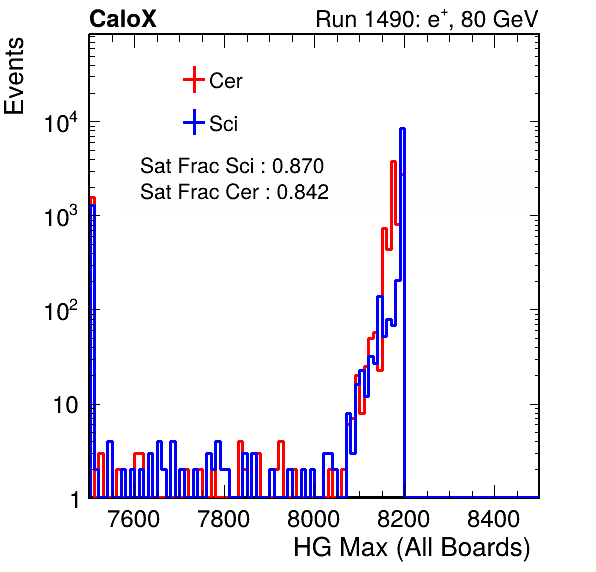 CaloX Run 1490: e⁺, 80 GeV
Events
Cer
Sci
Sat Frac Sci : 0.870
Sat Frac Cer : 0.842
10⁴
10³
10²
10
1
7600 7800 8000 8200 8400
HG Max (All Boards)